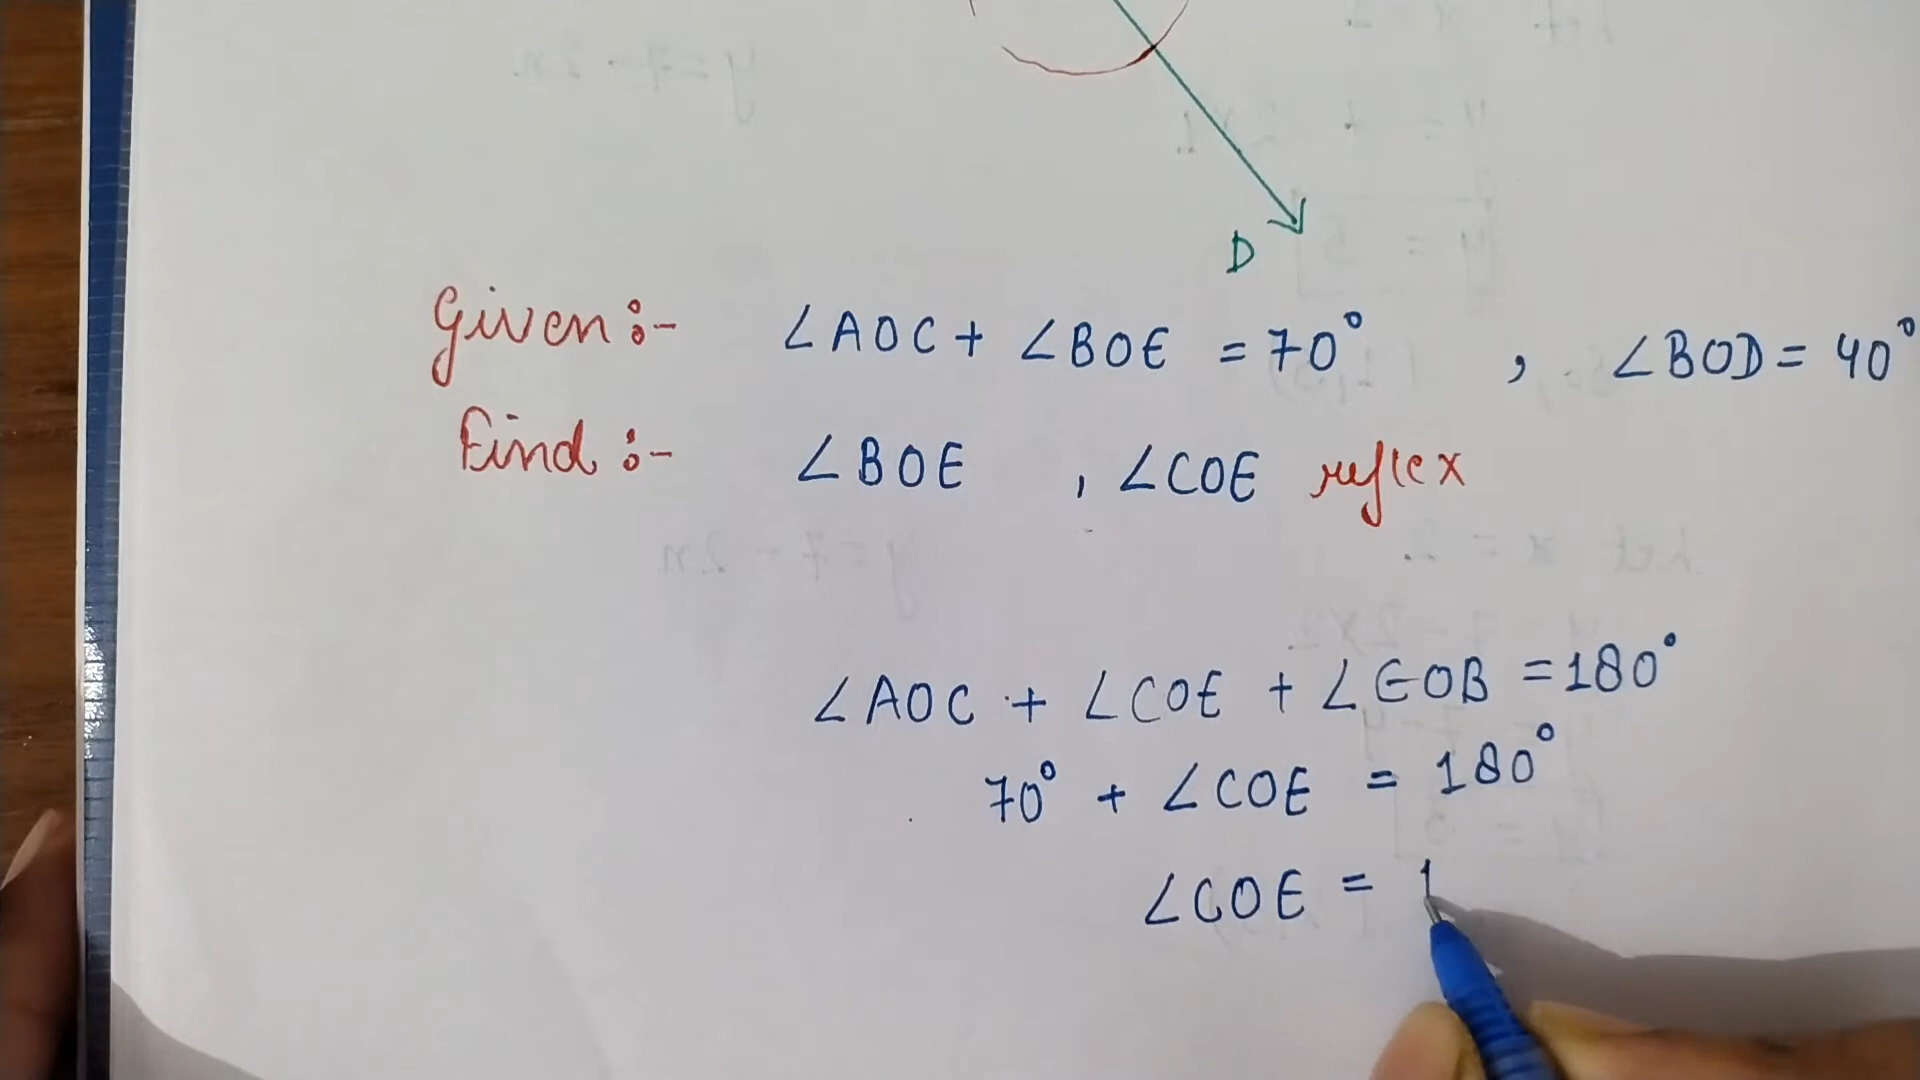 D
Given :- ∠AOC + ∠BOE = 70° , ∠BOD = 40°
Find :- ∠BOE , ∠COE reflex
∠AOC + ∠COE + ∠EOB = 180°
70° + ∠COE = 180°
∠COE = 1